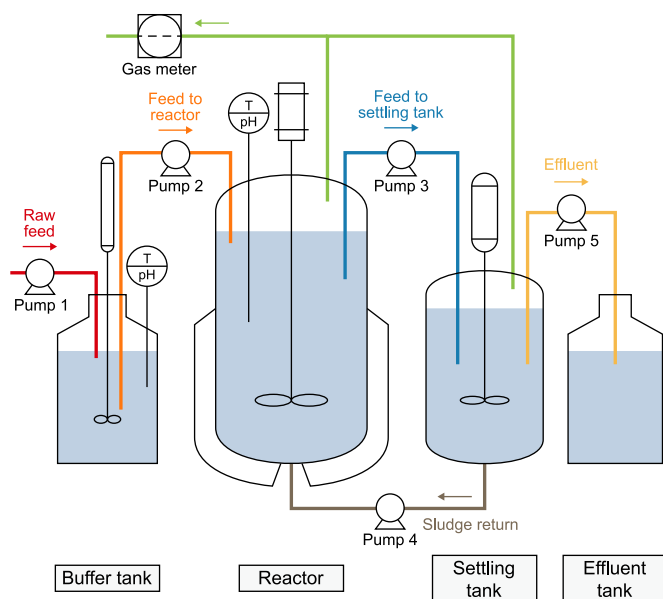 Gas meter
Feed to
reactor
T
pH
Feed to
settling tank
Pump 2
Pump 3
Effluent
Raw
feed
Pump 5
T
pH
Pump 1
Sludge return
Pump 4
Buffer tank
Reactor
Settling
tank
Effluent
tank